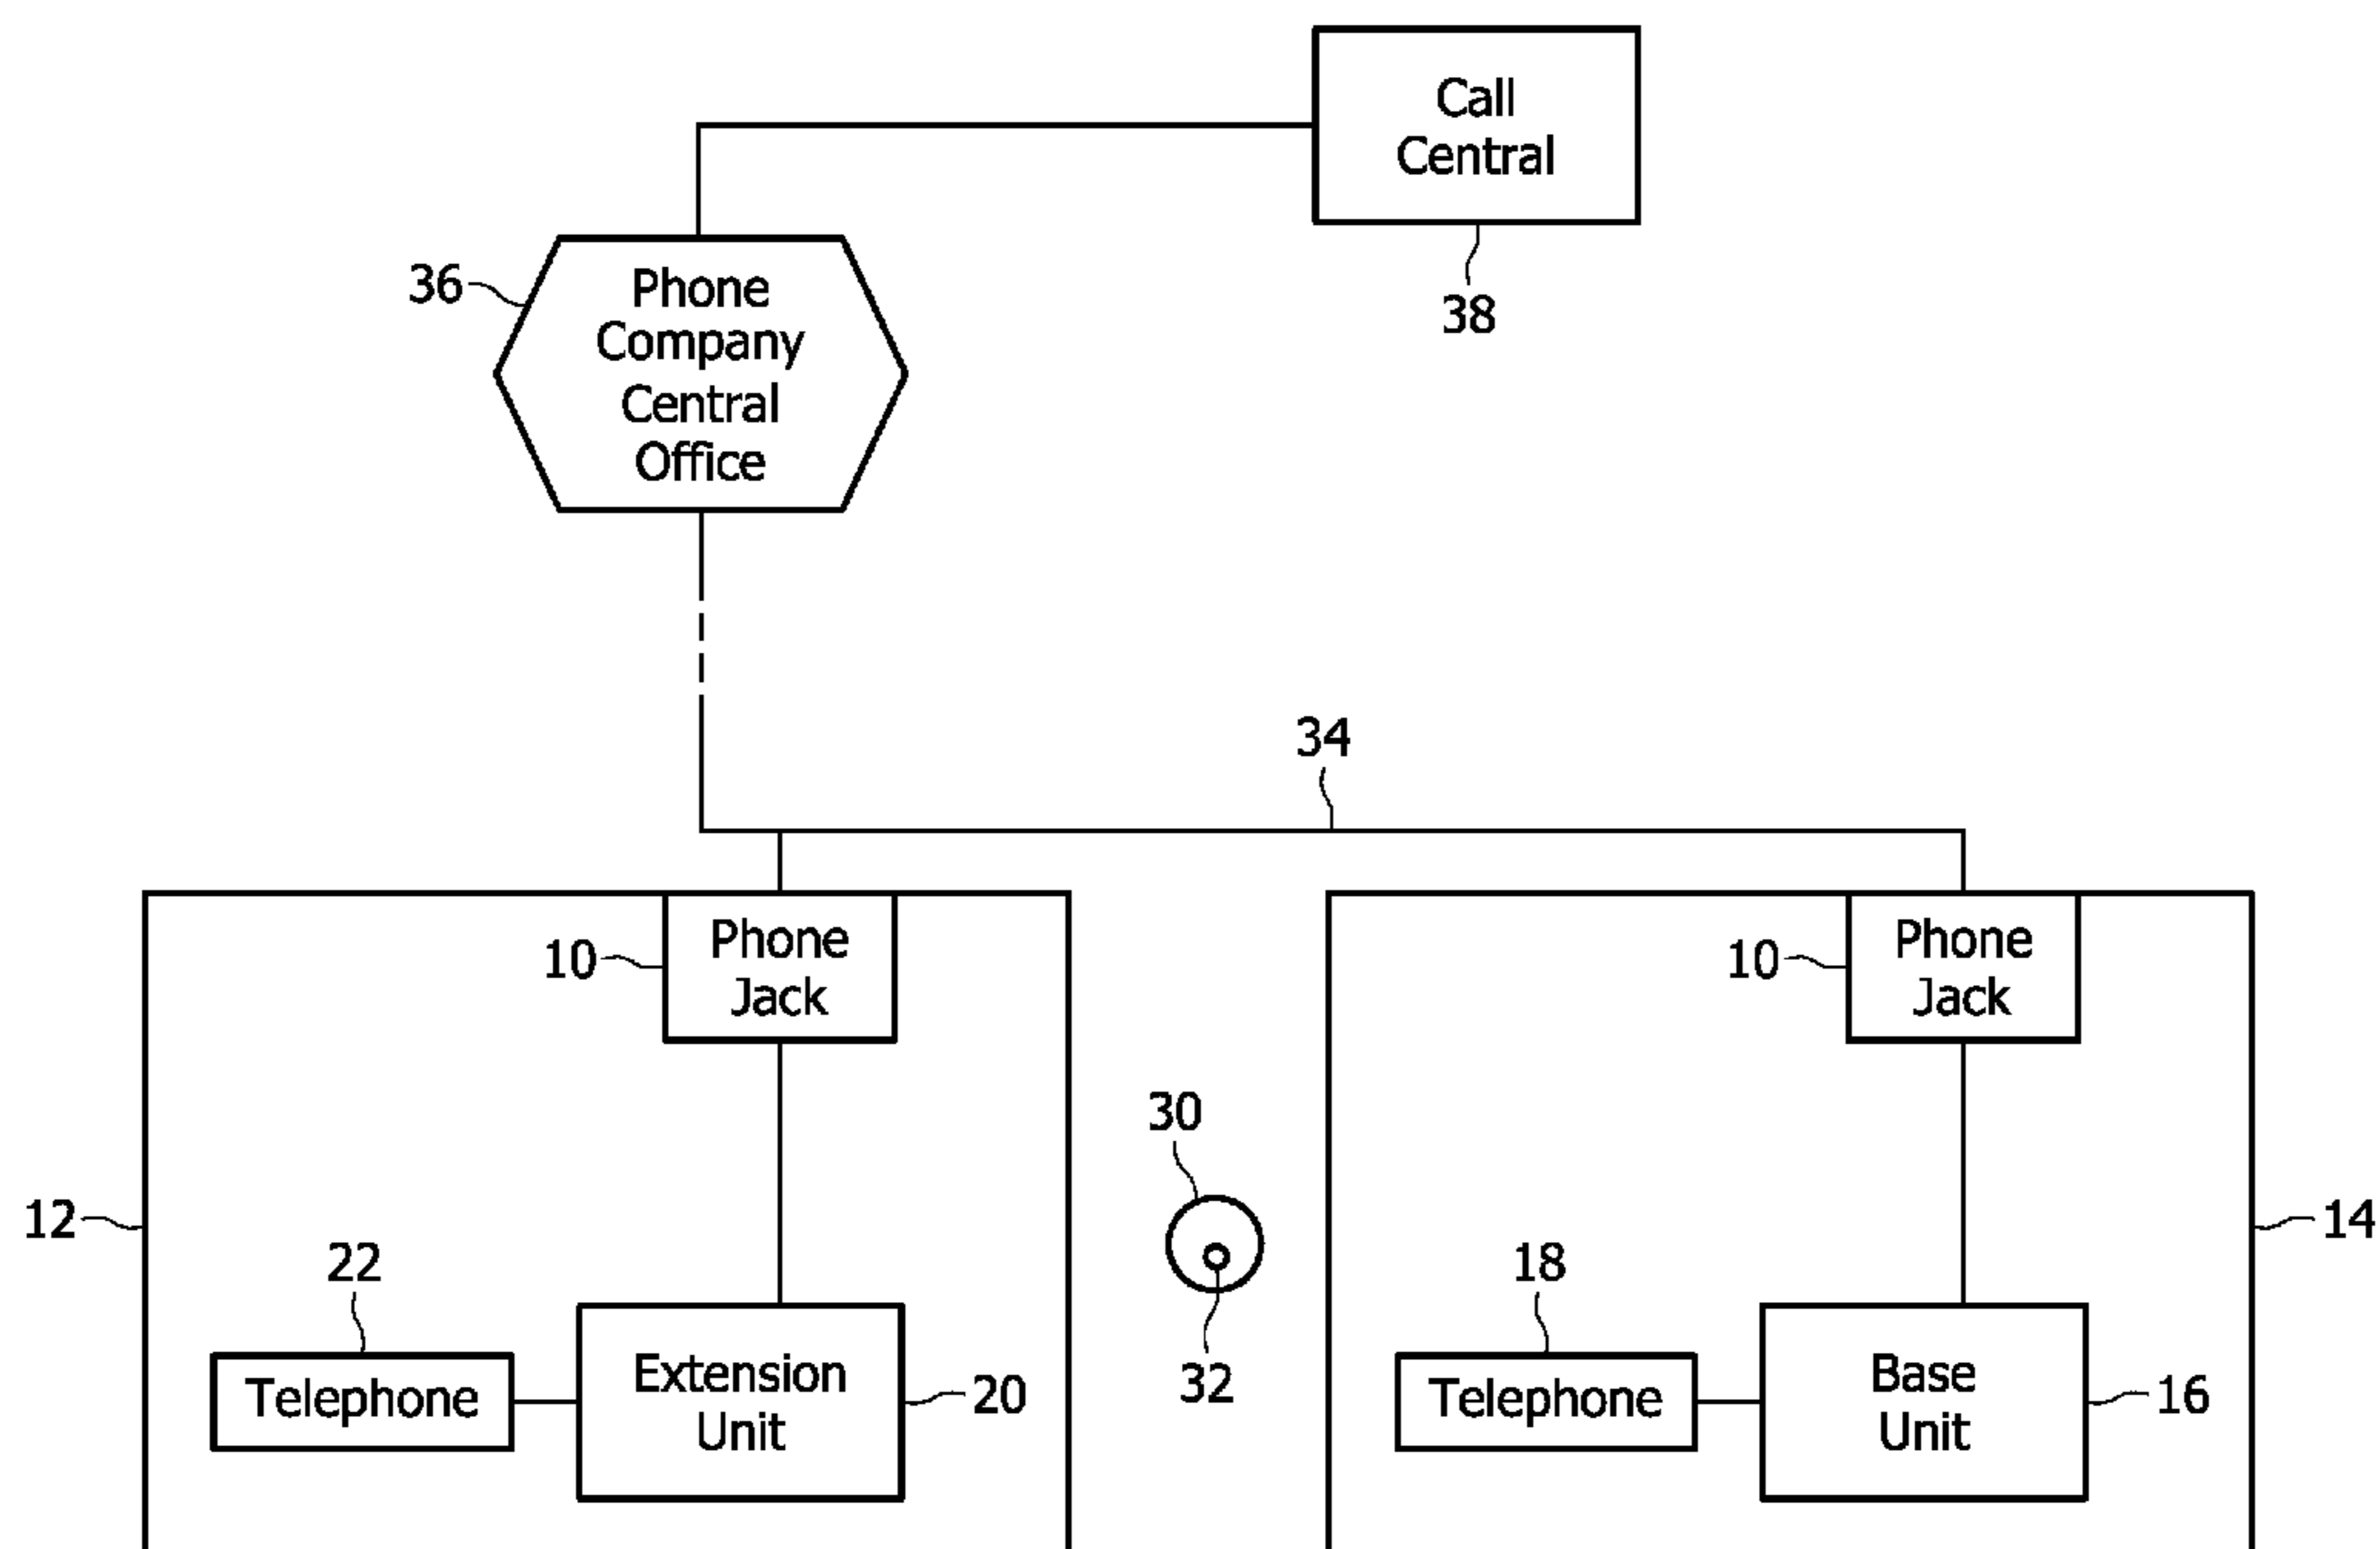 Call
Central
38
36
Phone
Company
Central
Office
34
10
Phone
Jack
10
Phone
Jack
30
12
14
22
18
32
Telephone
Extension
Unit
20
Telephone
Base
Unit
16